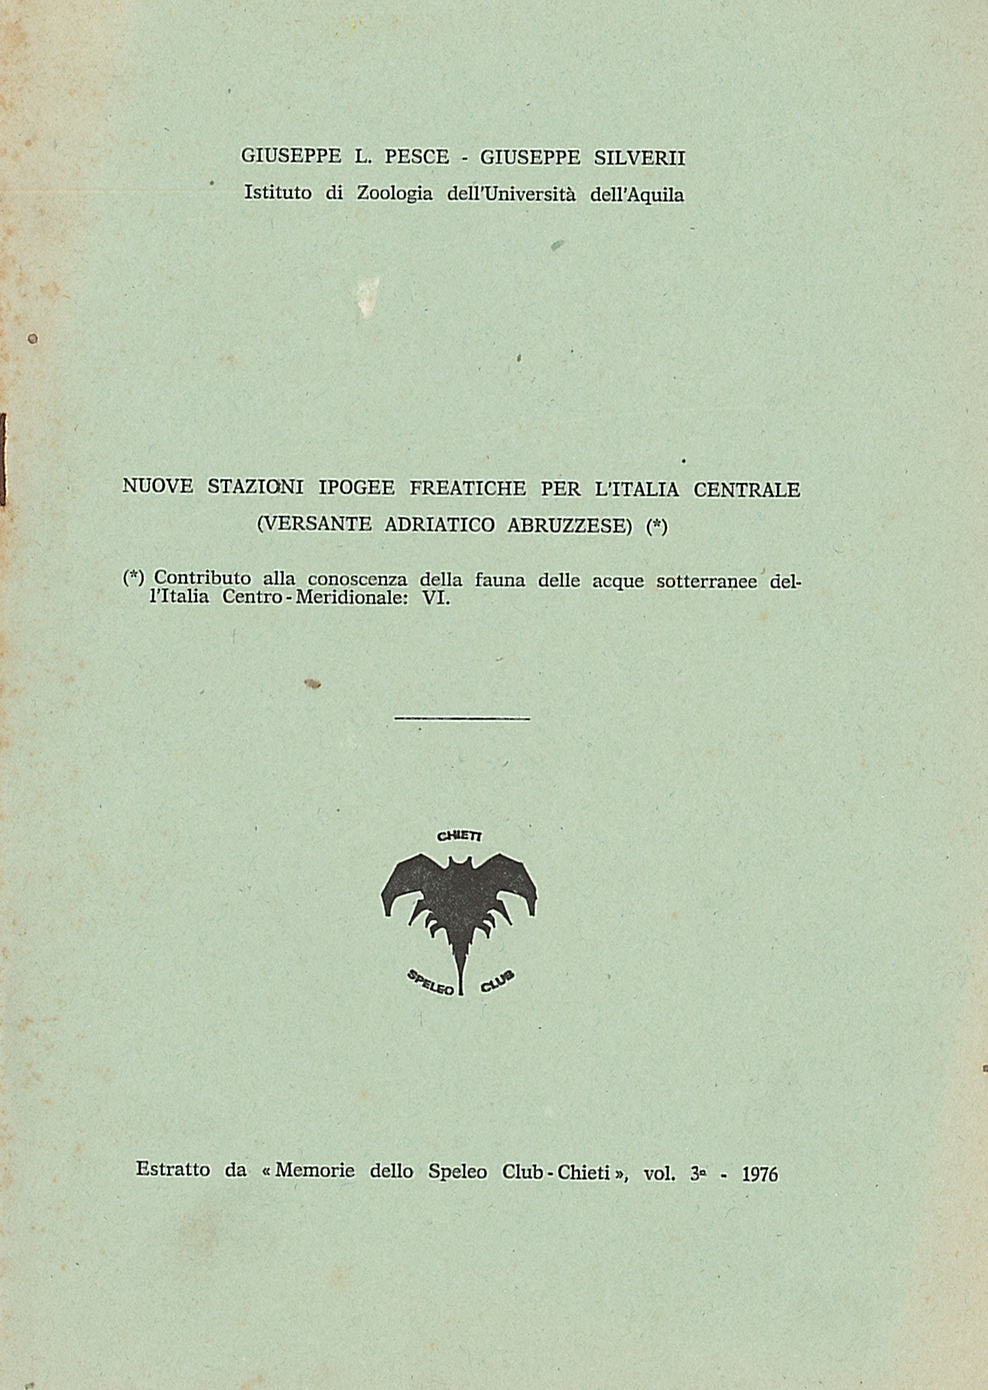 GIUSEPPE L. PESCE - GIUSEPPE SILVERII
Istituto di Zoologia dell'Università dell'Aquila
NUOVE STAZIONI IPOGEE FREATICHE PER L'ITALIA CENTRALE
(VERSANTE ADRIATICO ABRUZZESE) (*)
(*) Contributo alla conoscenza della fauna delle acque sotterranee del-
l'Italia Centro-Meridionale: VI.
CHIETI
SPELEO CLUB
Estratto da «Memorie dello Speleo Club-Chieti», vol. 3ª - 1976